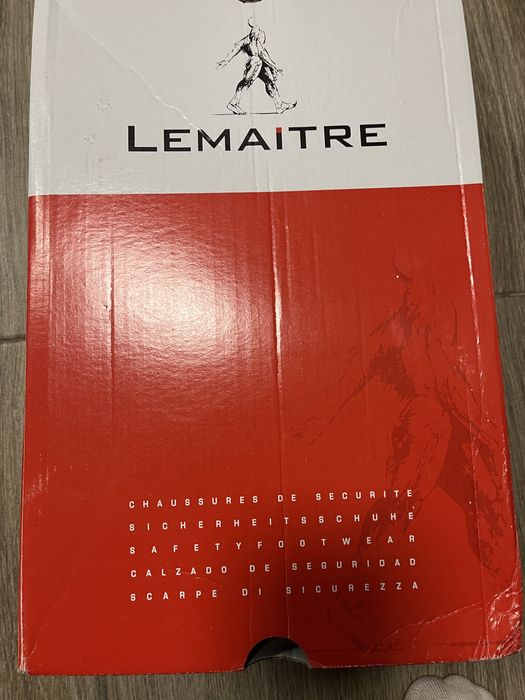 LEMAiTRE
CHAUSSURES DE SECURITE
SICHERHEITSSCHUHE
SAFETYFOOTWEAR
CALZADO DE SEGURIDAD
SCARPE DI SICUREZZA